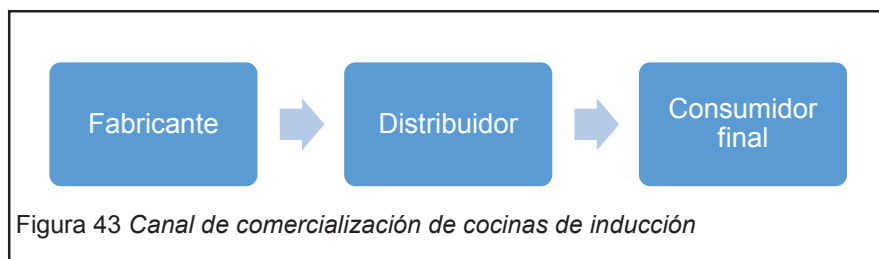 Fabricante
Distribuidor
Consumidor
final
Figura 43 Canal de comercialización de cocinas de inducción